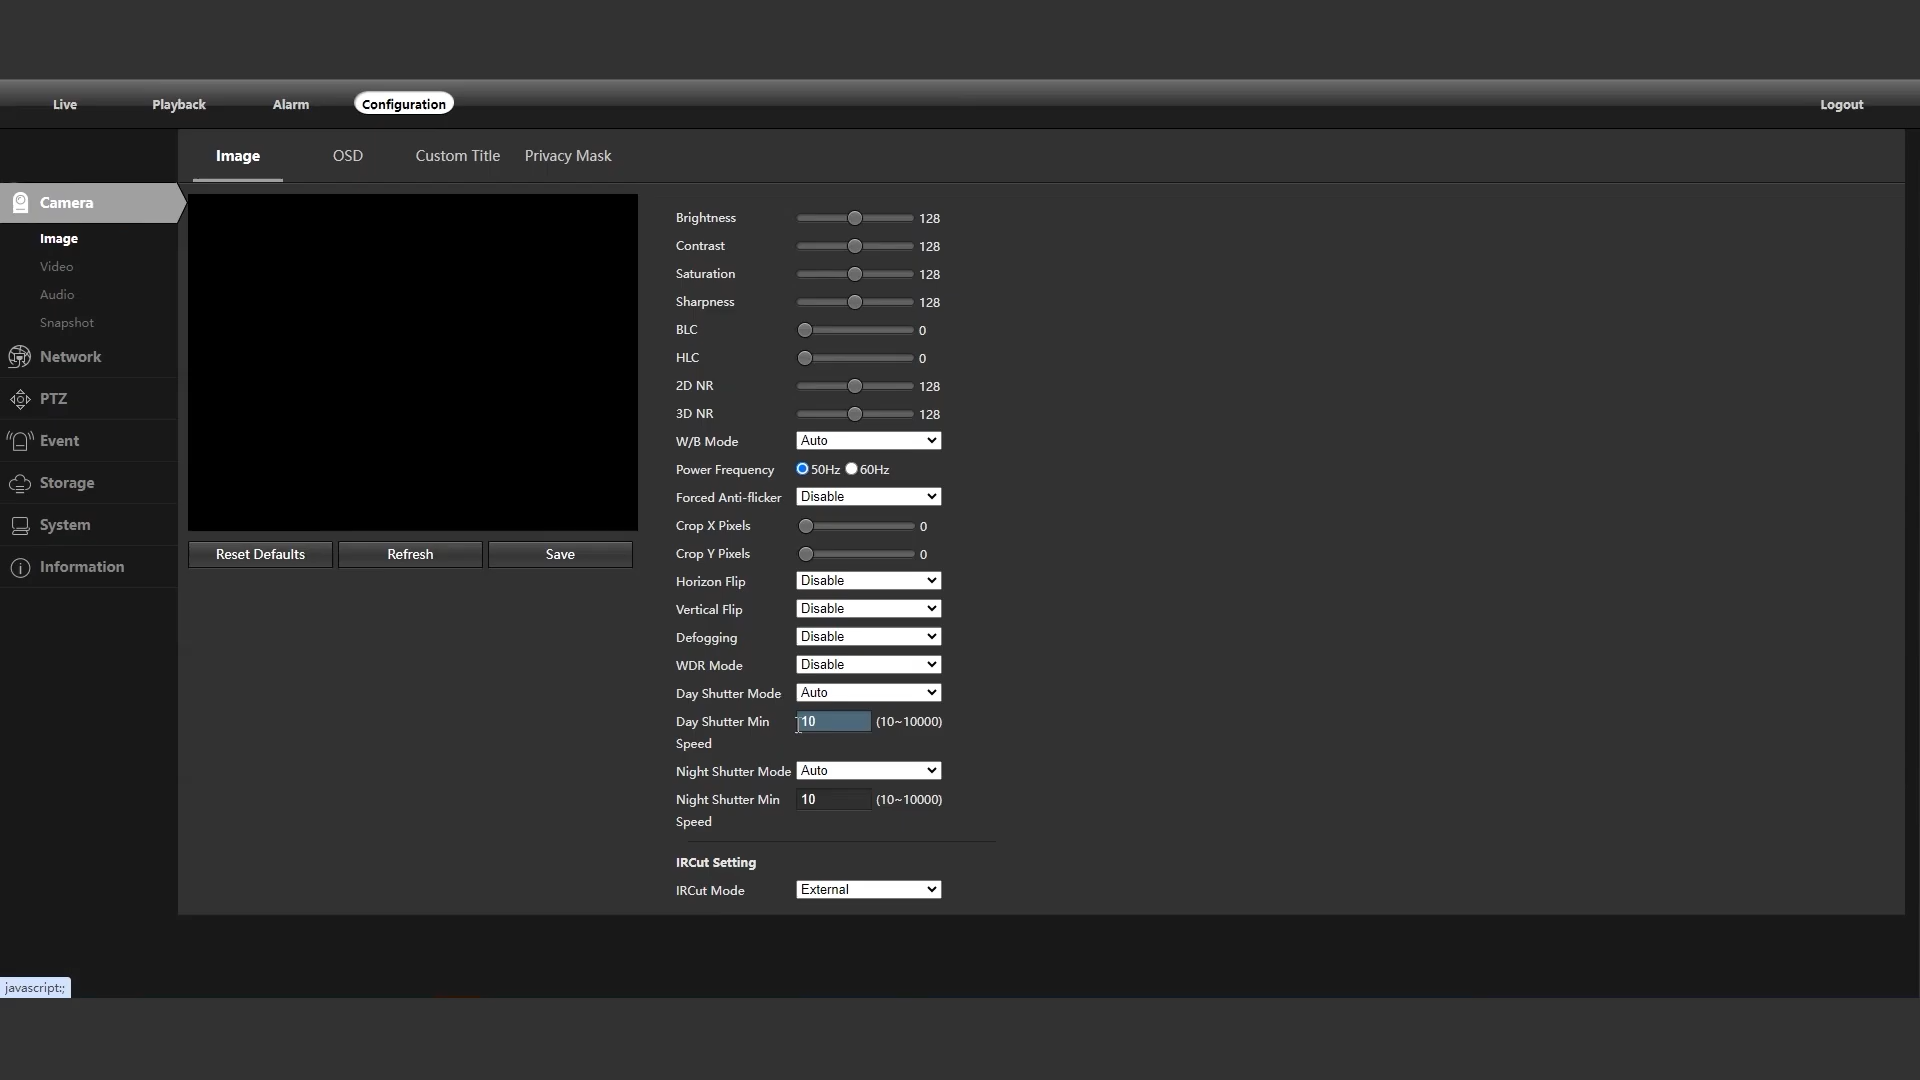 Live Playback Alarm Configuration Logout
Image OSD Custom Title Privacy Mask
Camera
Image
Video
Audio
Snapshot
Network
PTZ
Event
Storage
System
Information
Reset Defaults Refresh Save
Brightness 128
Contrast 128
Saturation 128
Sharpness 128
BLC 0
HLC 0
2D NR 128
3D NR 128
W/B Mode Auto
Power Frequency 50Hz 60Hz
Forced Anti-flicker Disable
Crop X Pixels 0
Crop Y Pixels 0
Horizon Flip Disable
Vertical Flip Disable
Defogging Disable
WDR Mode Disable
Day Shutter Mode Auto
Day Shutter Min 10 (10~10000)
Speed
Night Shutter Mode Auto
Night Shutter Min 10 (10~10000)
Speed
IRCut Setting
IRCut Mode External
javascript:;